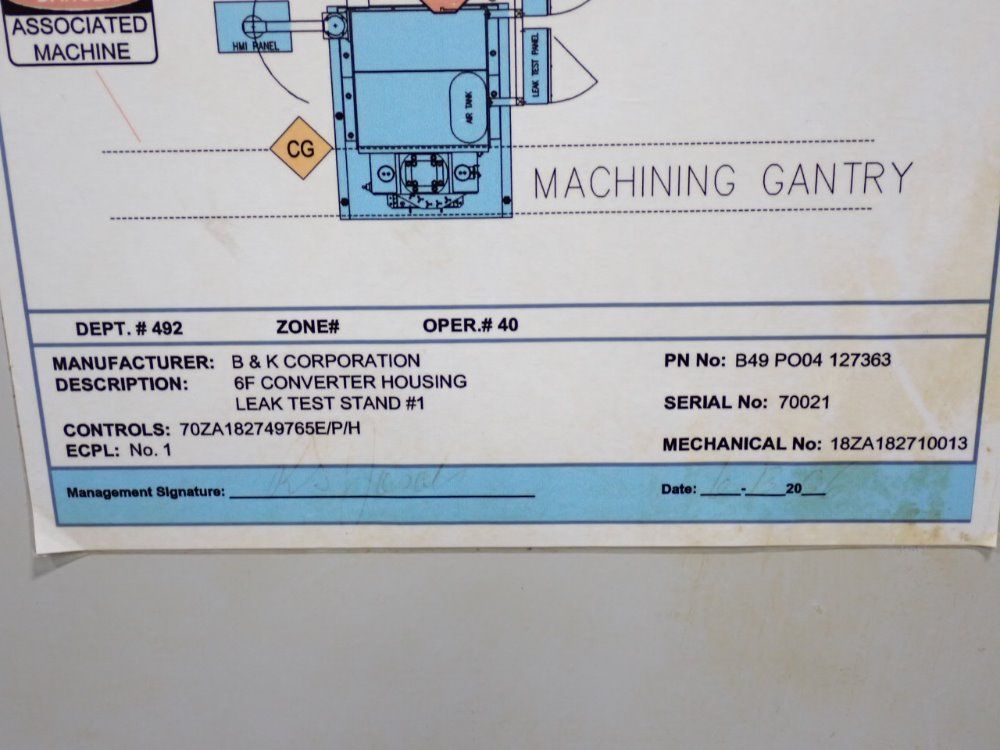 ASSOCIATED
MACHINE
HMI PANEL
LEAK TEST PANEL
AIR TANK
CG
MACHINING GANTRY
DEPT. # 492 ZONE# OPER.# 40
MANUFACTURER: B & K CORPORATION
DESCRIPTION: 6F CONVERTER HOUSING
LEAK TEST STAND #1
CONTROLS: 70ZA182749765E/P/H
ECPL: No. 1
PN No: B49 PO04 127363
SERIAL No: 70021
MECHANICAL No: 18ZA182710013
Management Signature:
Date: ____-____20__